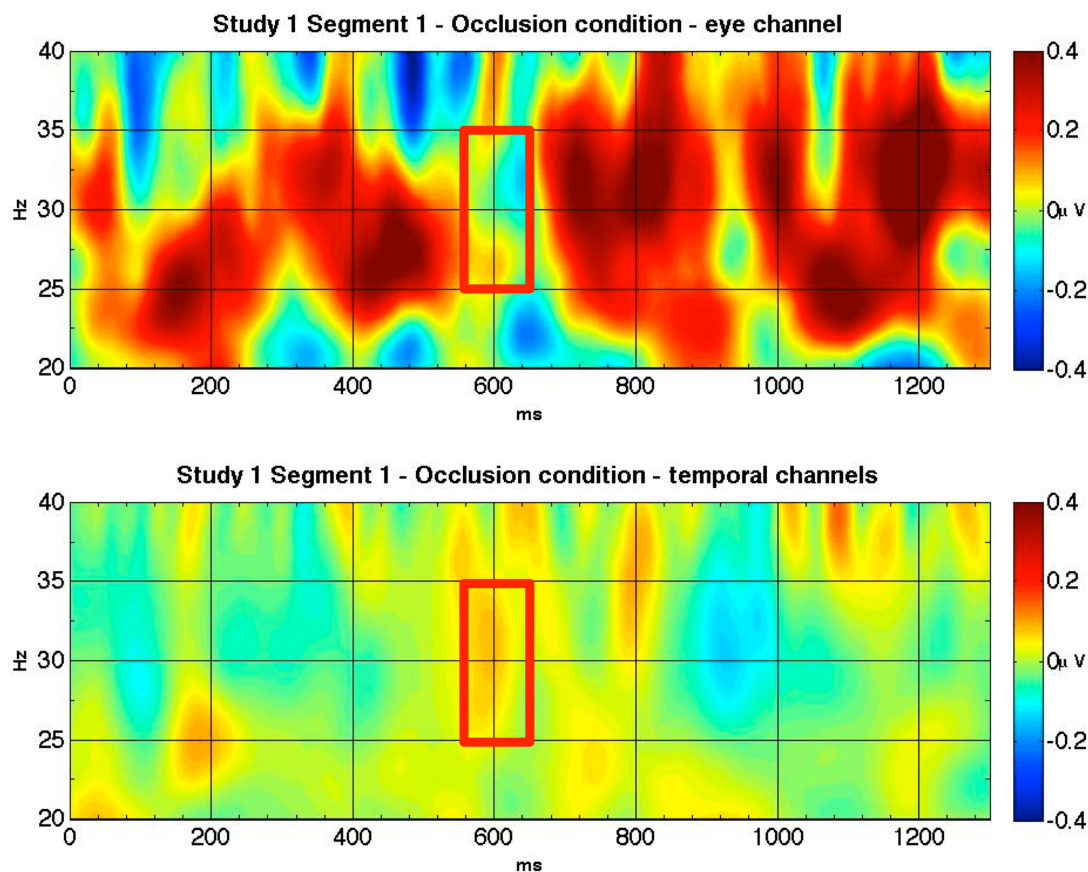 Study 1 Segment 1 - Occlusion condition - eye channel
40
35
30
25
20
Hz
0 200 400 600 800 1000 1200
ms
0.4
0.2
0μ V
-0.2
-0.4
Study 1 Segment 1 - Occlusion condition - temporal channels
40
35
30
25
20
Hz
0 200 400 600 800 1000 1200
ms
0.4
0.2
0μ V
-0.2
-0.4